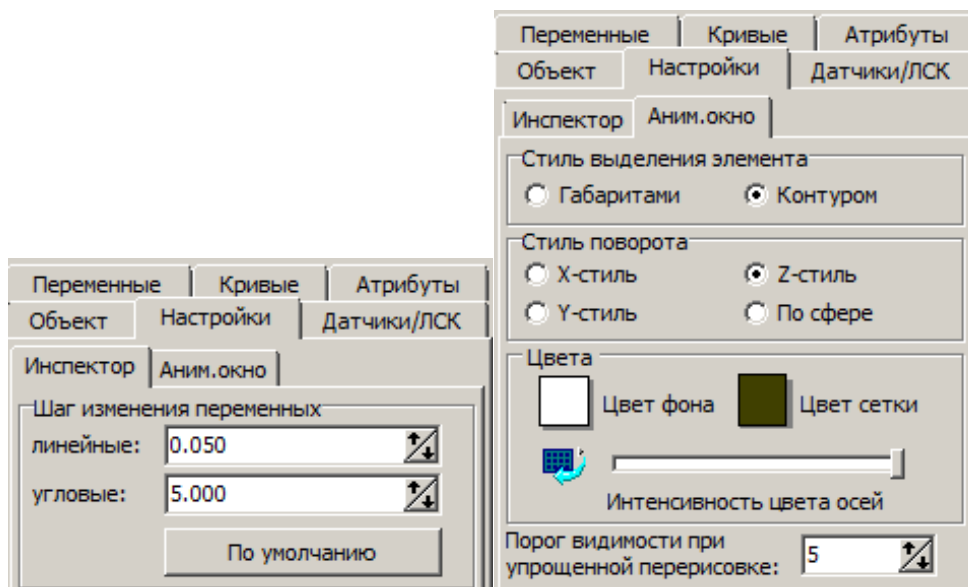 Переменные Кривые Атрибуты
Объект Настройки Датчики/ЛСК
Инспектор Аним.окно
Шаг изменения переменных
линейные: 0.050
угловые: 5.000
По умолчанию
Переменные Кривые Атрибуты
Объект Настройки Датчики/ЛСК
Инспектор Аним.окно
Стиль выделения элемента
Габаритами Контуром
Стиль поворота
X-стиль Z-стиль
Y-стиль По сфере
Цвета
Цвет фона Цвет сетки
Интенсивность цвета осей
Порог видимости при
упрощенной перерисовке: 5